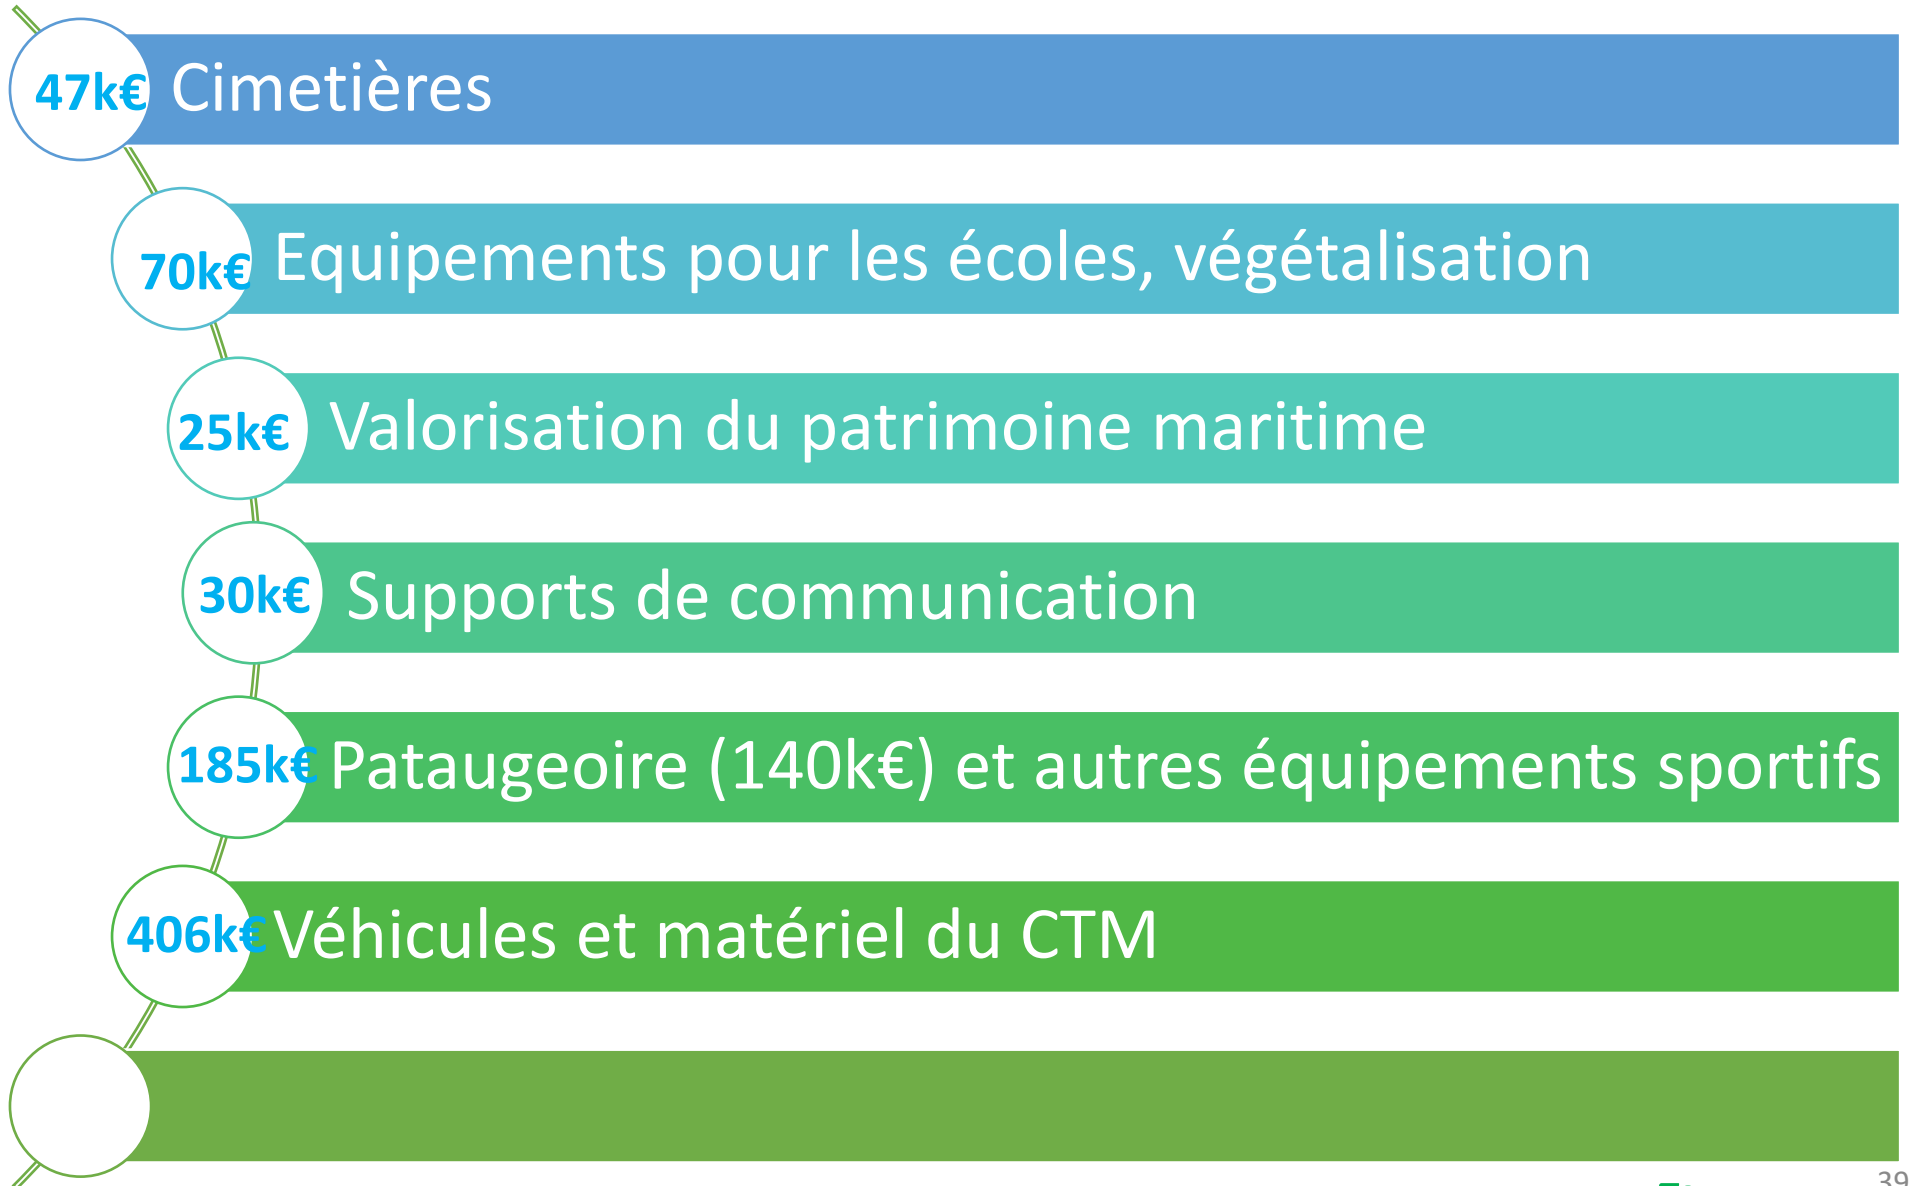 47k€ Cimetières
70k€ Equipements pour les écoles, végétalisation
25k€ Valorisation du patrimoine maritime
30k€ Supports de communication
185k€ Pataugeoire (140k€) et autres équipements sportifs
406k€ Véhicules et matériel du CTM
39